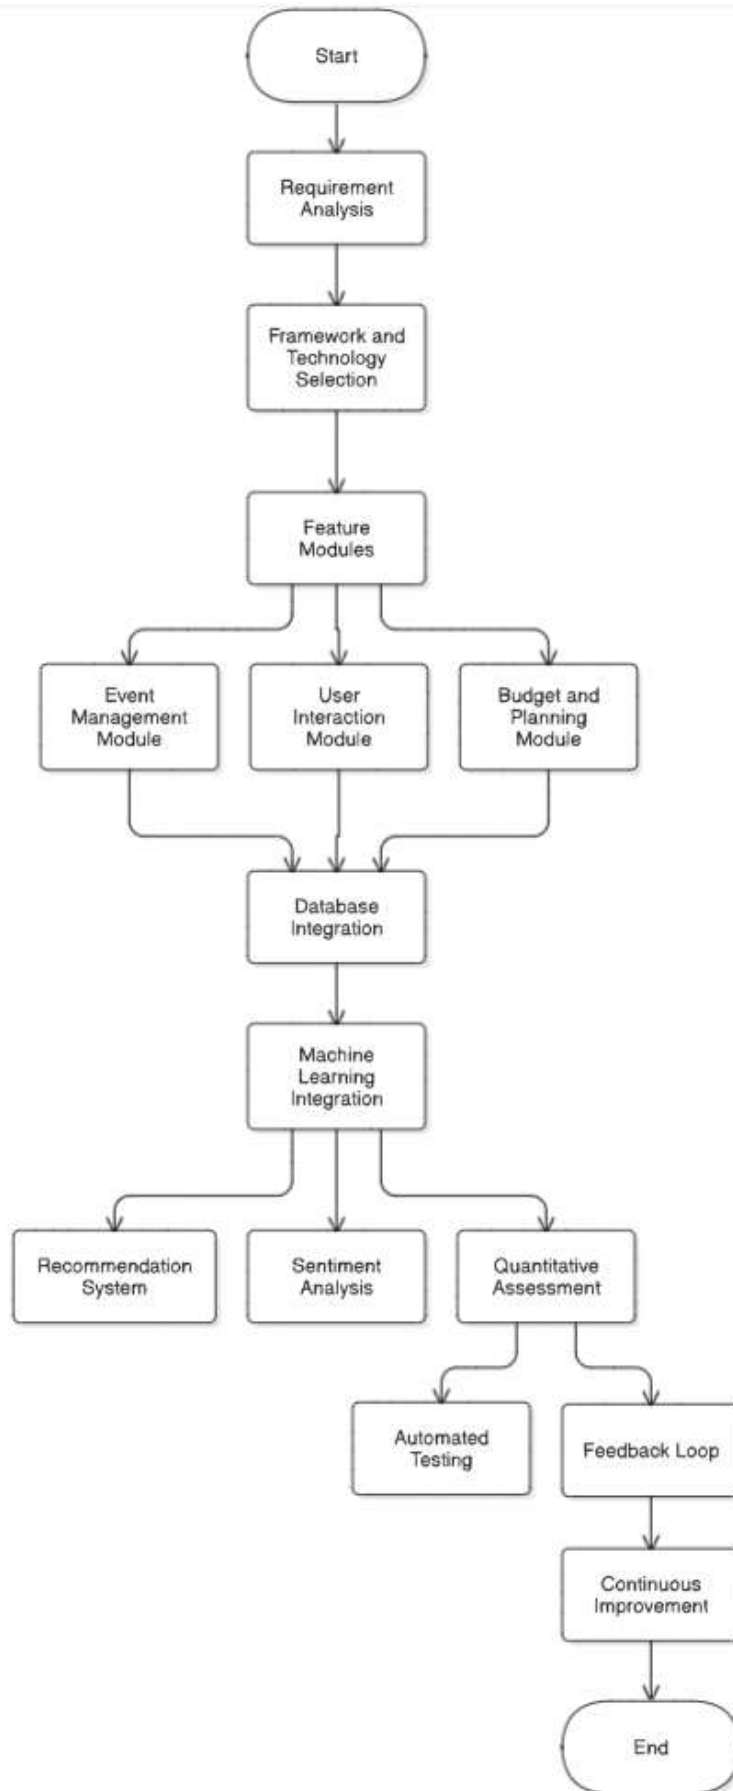 Start
Requirement
Analysis
Framework and
Technology
Selection
Feature
Modules
Event
Management
Module
User
Interaction
Module
Budget and
Planning
Module
Database
Integration
Machine
Learning
Integration
Recommendation
System
Sentiment
Analysis
Quantitative
Assessment
Automated
Testing
Feedback Loop
Continuous
Improvement
End